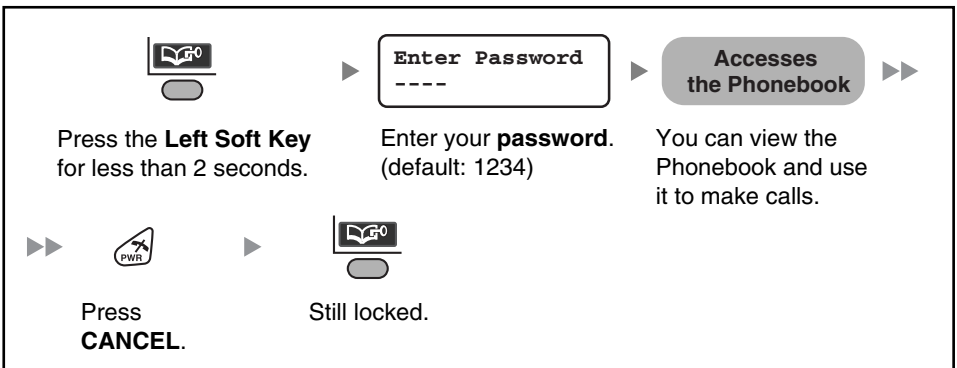 Enter Password
----
Accesses
the Phonebook
Press the Left Soft Key
for less than 2 seconds.
Enter your password.
(default: 1234)
You can view the
Phonebook and use
it to make calls.
PWR
Press
CANCEL.
Still locked.